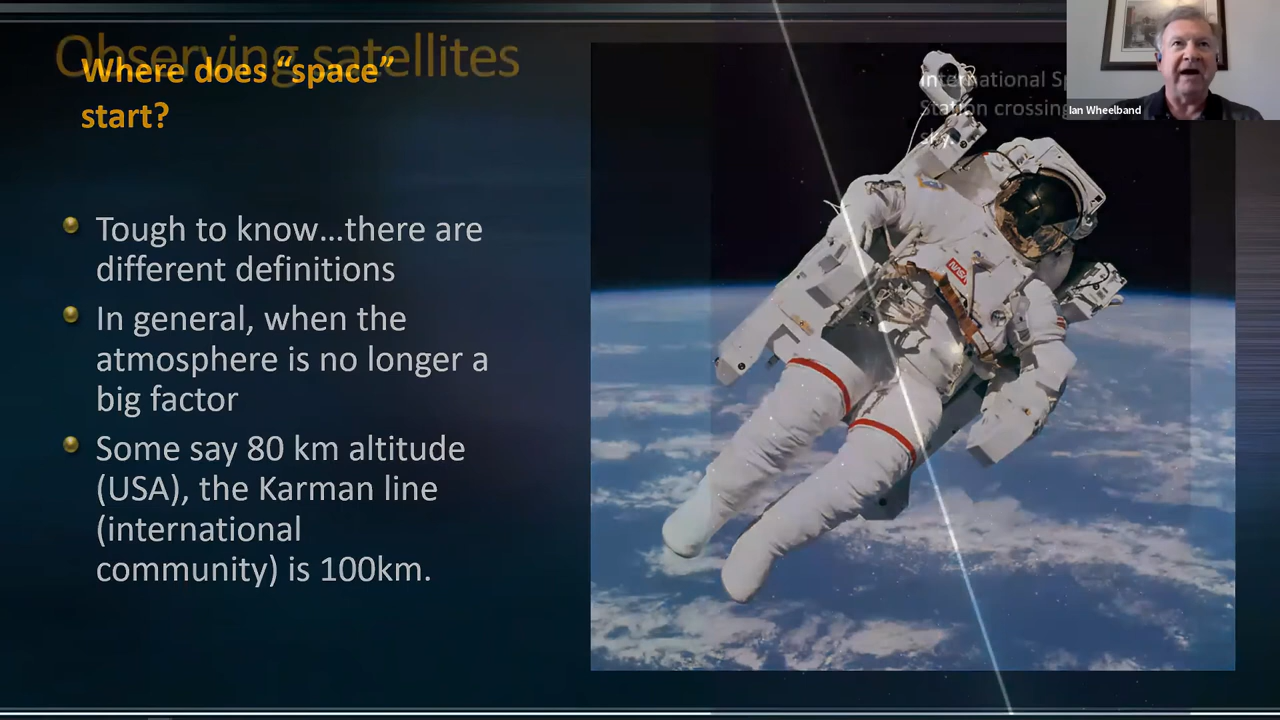 Observing satellites
Where does “space”
start?
Tough to know...there are
different definitions
In general, when the
atmosphere is no longer a
big factor
Some say 80 km altitude
(USA), the Karman line
(international
community) is 100km.
International Sp
Station crossing
sky
NASA
Ian Wheelband